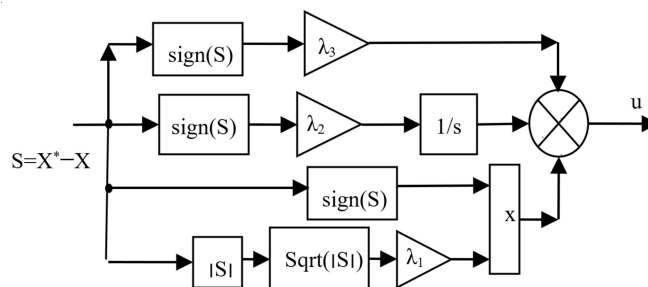 sign(S)
λ₃
sign(S)
λ₂
1/s
u
S=X*−X
sign(S)
x
|S|
Sqrt(|S|)
λ₁